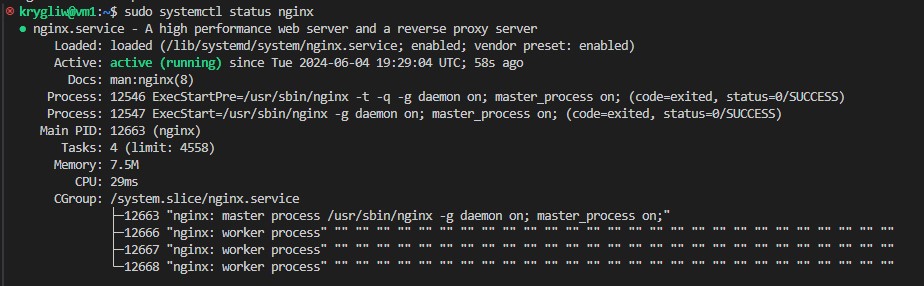 krygliw@vm1:~$ sudo systemctl status nginx
● nginx.service - A high performance web server and a reverse proxy server
Loaded: loaded (/lib/systemd/system/nginx.service; enabled; vendor preset: enabled)
Active: active (running) since Tue 2024-06-04 19:29:04 UTC; 58s ago
Docs: man:nginx(8)
Process: 12546 ExecStartPre=/usr/sbin/nginx -t -q -g daemon on; master_process on; (code=exited, status=0/SUCCESS)
Process: 12547 ExecStart=/usr/sbin/nginx -g daemon on; master_process on; (code=exited, status=0/SUCCESS)
Main PID: 12663 (nginx)
Tasks: 4 (limit: 4558)
Memory: 7.5M
CPU: 29ms
CGroup: /system.slice/nginx.service
├─12663 "nginx: master process /usr/sbin/nginx -g daemon on; master_process on;"
├─12666 "nginx: worker process" "" "" "" "" "" "" "" "" "" "" "" "" "" "" "" "" "" "" "" "" "" "" "" "" "" "" ""
├─12667 "nginx: worker process" "" "" "" "" "" "" "" "" "" "" "" "" "" "" "" "" "" "" "" "" "" "" "" "" "" "" ""
└─12668 "nginx: worker process" "" "" "" "" "" "" "" "" "" "" "" "" "" "" "" "" "" "" "" "" "" "" "" "" "" "" ""